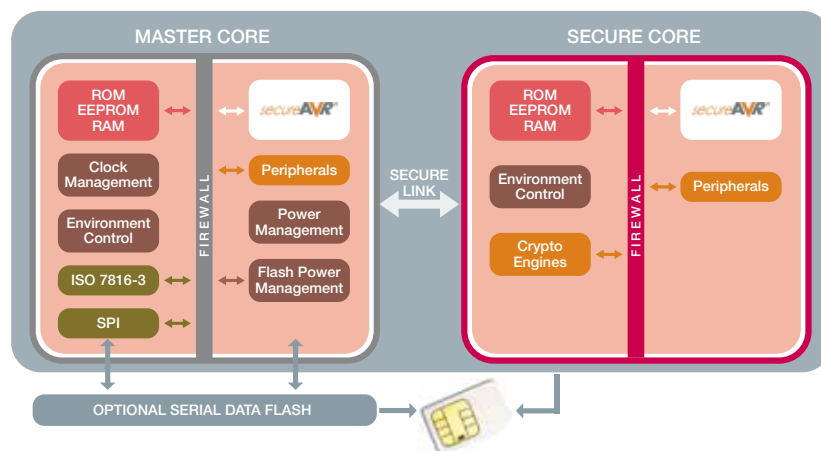 MASTER CORE
ROM
EEPROM
RAM
Clock
Management
Environment
Control
ISO 7816-3
SPI
FIREWALL
secureAVR®
Peripherals
Power
Management
Flash Power
Management
SECURE
LINK
SECURE CORE
ROM
EEPROM
RAM
Environment
Control
Crypto
Engines
FIREWALL
secureAVR®
Peripherals
OPTIONAL SERIAL DATA FLASH